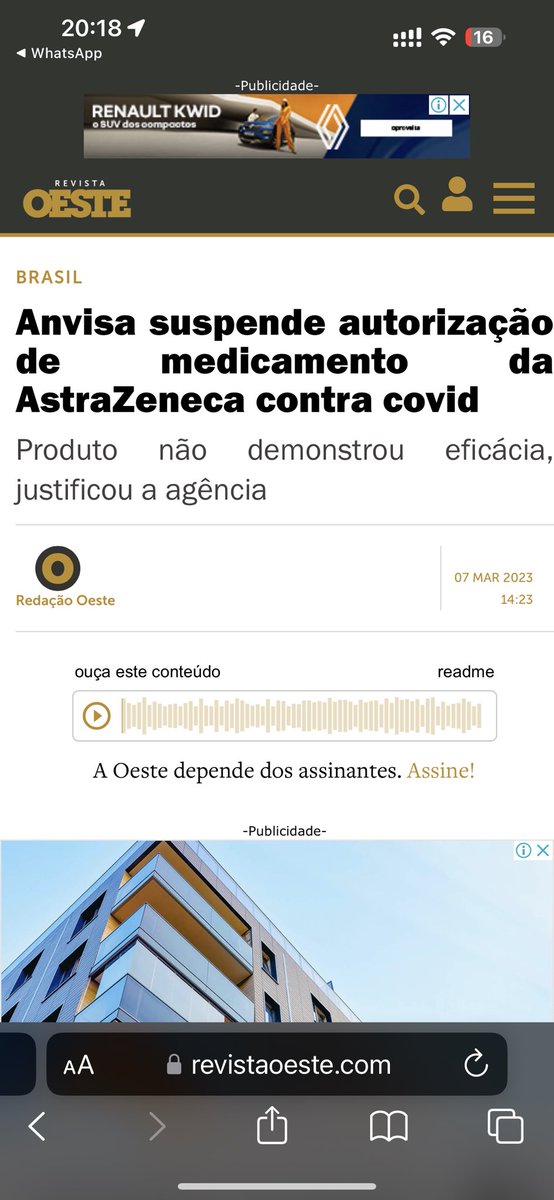 20:18
16
◀ WhatsApp
-Publicidade-
RENAULT KWID
o SUV dos compactos
aproveite
REVISTA
OESTE
BRASIL
Anvisa suspende autorização
de medicamento da
AstraZeneca contra covid
Produto não demonstrou eficácia,
justificou a agência
O
Redação Oeste
07 MAR 2023
14:23
ouça este conteúdo
readme
A Oeste depende dos assinantes. Assine!
-Publicidade-
AA
revistaoeste.com